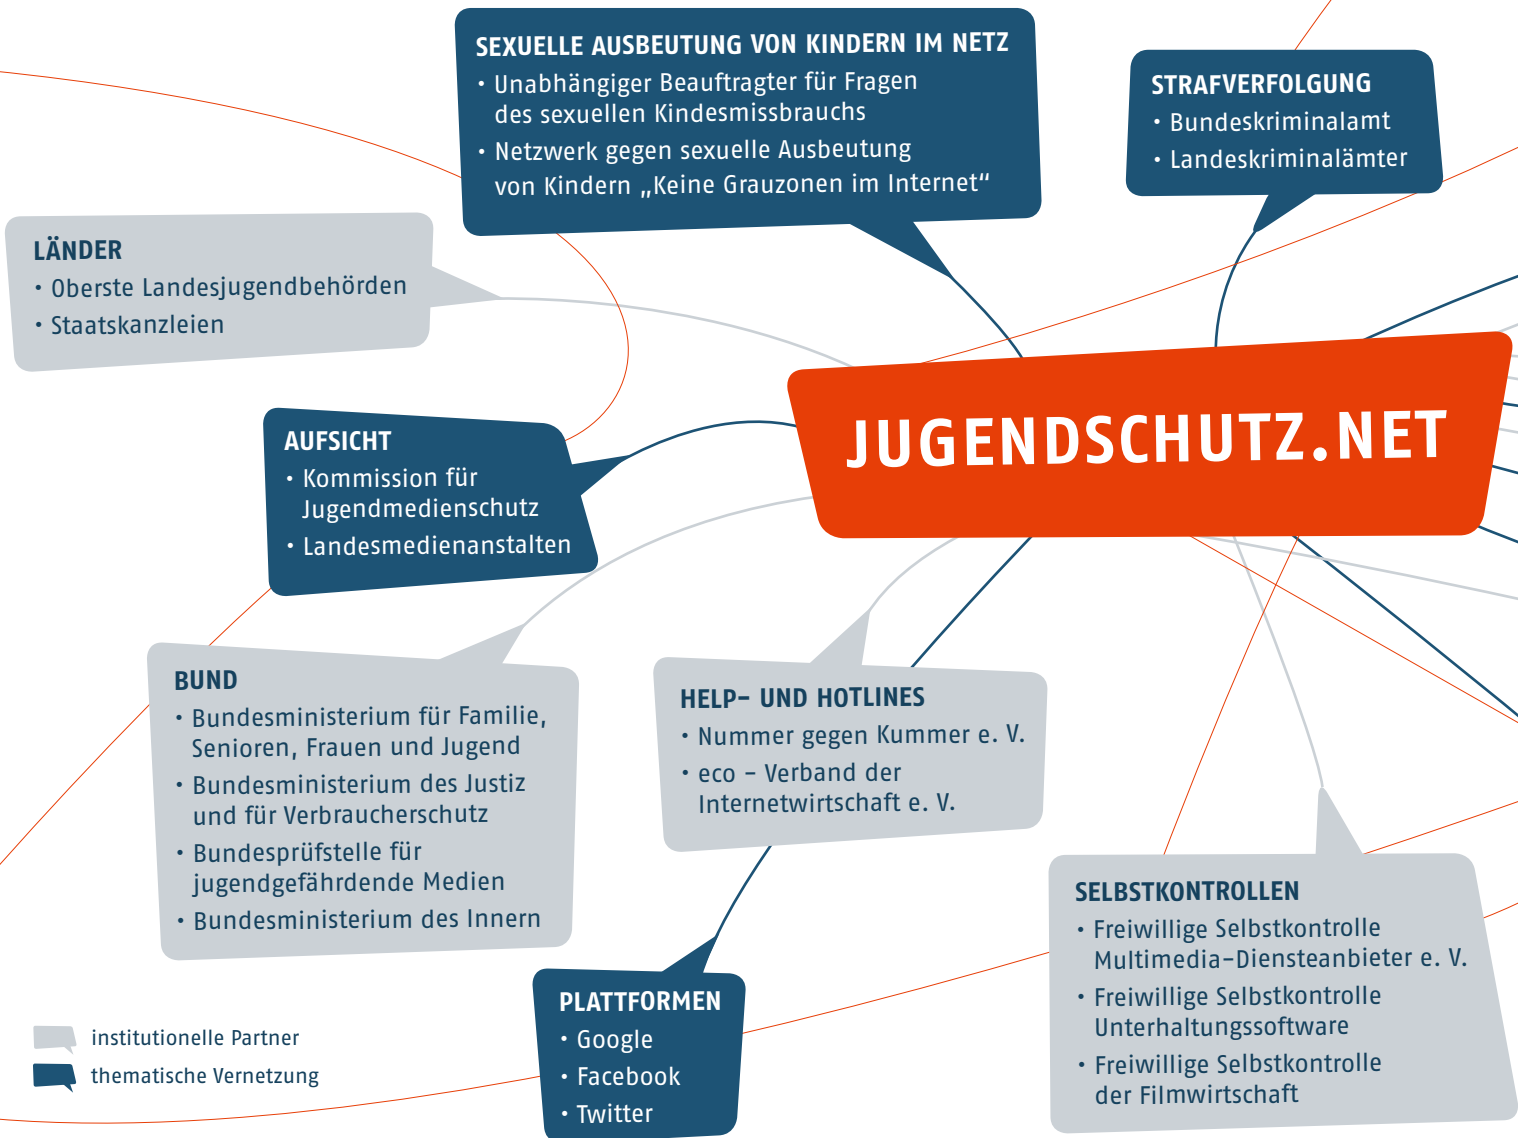 SEXUELLE AUSBEUTUNG VON KINDERN IM NETZ
• Unabhängiger Beauftragter für Fragen
des sexuellen Kindesmissbrauchs
• Netzwerk gegen sexuelle Ausbeutung
von Kindern „Keine Grauzonen im Internet“
STRAFVERFOLGUNG
• Bundeskriminalamt
• Landeskriminalämter
LÄNDER
• Oberste Landesjugendbehörden
• Staatskanzleien
JUGENDSCHUTZ.NET
AUFSICHT
• Kommission für
Jugendmedienschutz
• Landesmedienanstalten
BUND
• Bundesministerium für Familie,
Senioren, Frauen und Jugend
• Bundesministerium des Justiz
und für Verbraucherschutz
• Bundesprüfstelle für
jugendgefährdende Medien
• Bundesministerium des Innern
HELP- UND HOTLINES
• Nummer gegen Kummer e. V.
• eco – Verband der
Internetwirtschaft e. V.
SELBSTKONTROLLEN
• Freiwillige Selbstkontrolle
Multimedia-Diensteanbieter e. V.
• Freiwillige Selbstkontrolle
Unterhaltungssoftware
• Freiwillige Selbstkontrolle
der Filmwirtschaft
PLATTFORMEN
• Google
• Facebook
• Twitter
institutionelle Partner
thematische Vernetzung